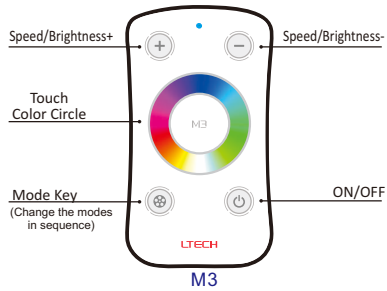 Speed/Brightness+
Speed/Brightness-
Touch
Color Circle
M3
Mode Key
(Change the modes
in sequence)
ON/OFF
LTECH
M3